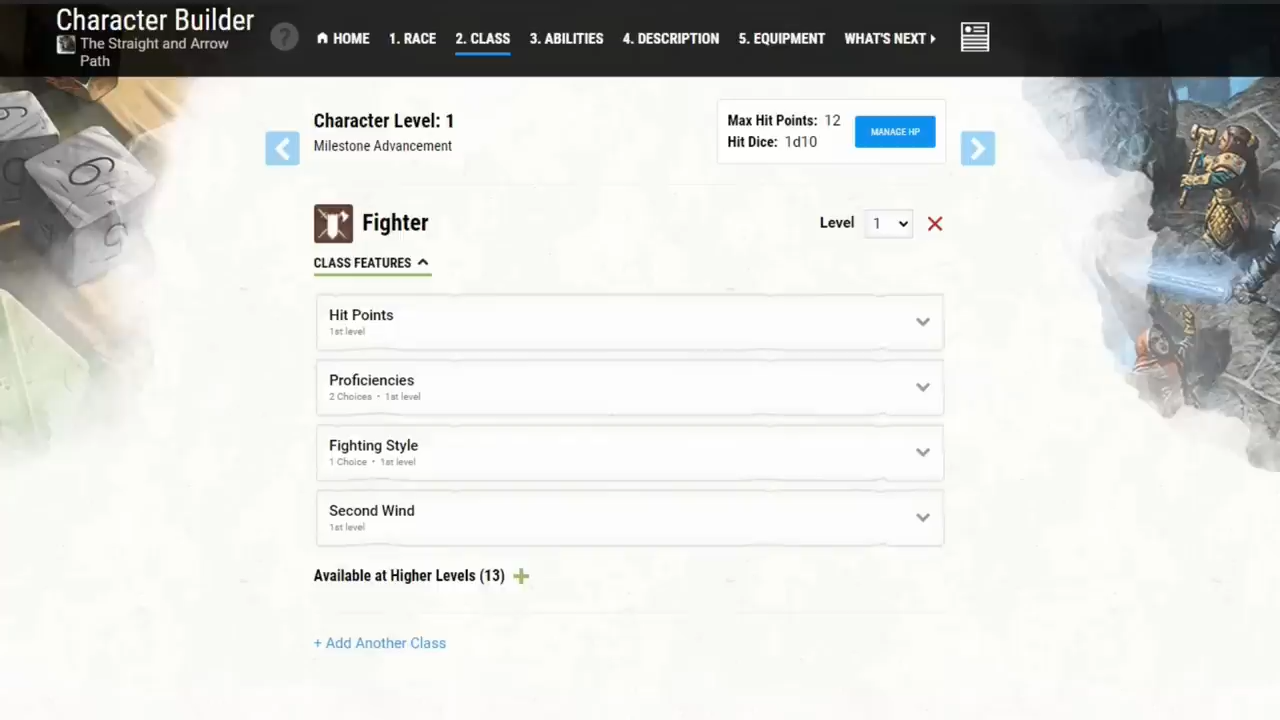 Character Builder
The Straight and Arrow
Path
?
HOME
1. RACE
2. CLASS
3. ABILITIES
4. DESCRIPTION
5. EQUIPMENT
WHAT'S NEXT
Character Level: 1
Milestone Advancement
Max Hit Points: 12
Hit Dice: 1d10
MANAGE HP
Fighter
Level 1
CLASS FEATURES
Hit Points
1st level
Proficiencies
2 Choices • 1st level
Fighting Style
1 Choice • 1st level
Second Wind
1st level
Available at Higher Levels (13)
+ Add Another Class